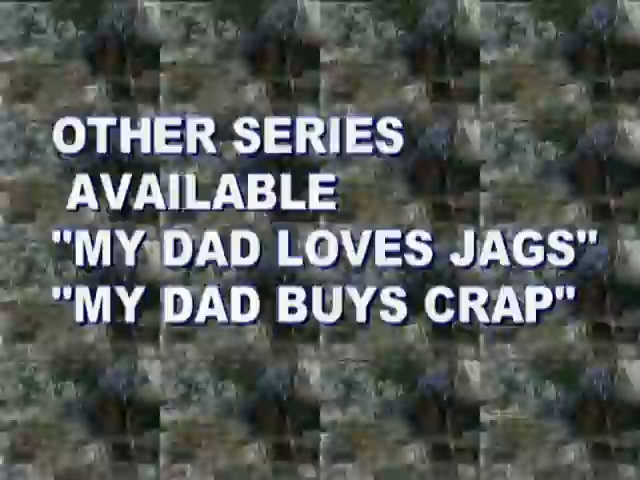 OTHER SERIES
AVAILABLE
"MY DAD LOVES JAGS"
"MY DAD BUYS CRAP"